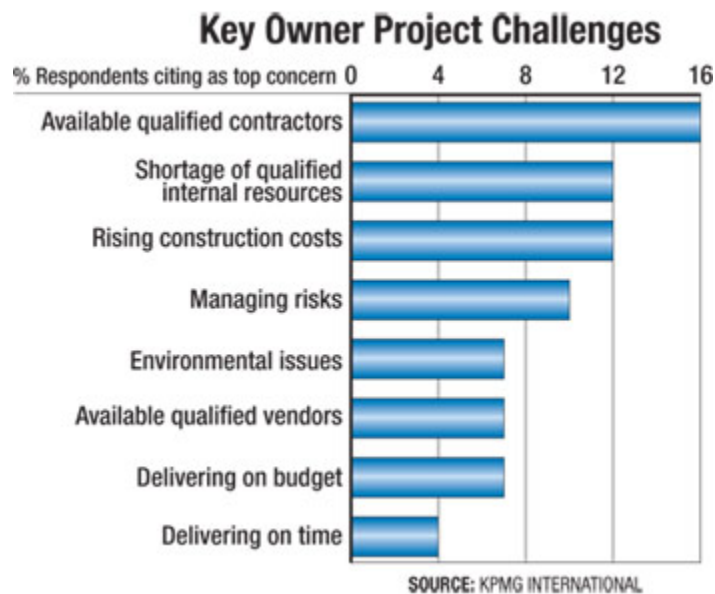 Key Owner Project Challenges
% Respondents citing as top concern 0 4 8 12 16
Available qualified contractors
Shortage of qualified
internal resources
Rising construction costs
Managing risks
Environmental issues
Available qualified vendors
Delivering on budget
Delivering on time
SOURCE: KPMG INTERNATIONAL